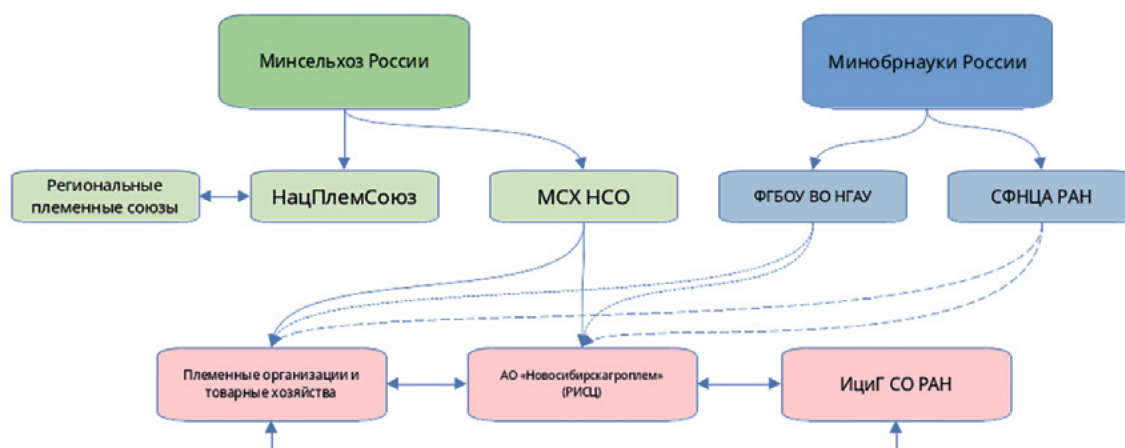 Минсельхоз России
Минобрнауки России
Региональные
племенные союзы
НацПлемСоюз
МСХ НСО
ФГБОУ ВО НГАУ
СФНЦА РАН
Племенные организации и
товарные хозяйства
АО «Новосибирскагроплем»
(РИСЦ)
ИциГ СО РАН